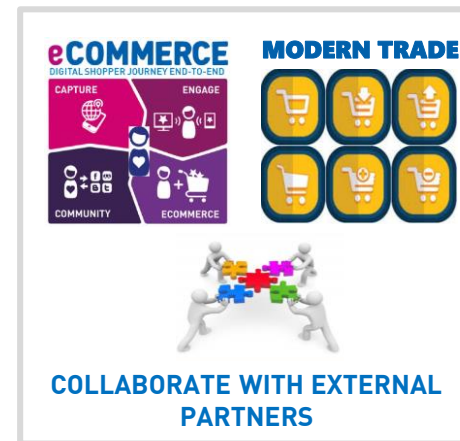 eCOMMERCE
DIGITAL SHOPPER JOURNEY END-TO-END
CAPTURE
ENGAGE
COMMUNITY
ECOMMERCE
MODERN TRADE
COLLABORATE WITH EXTERNAL
PARTNERS